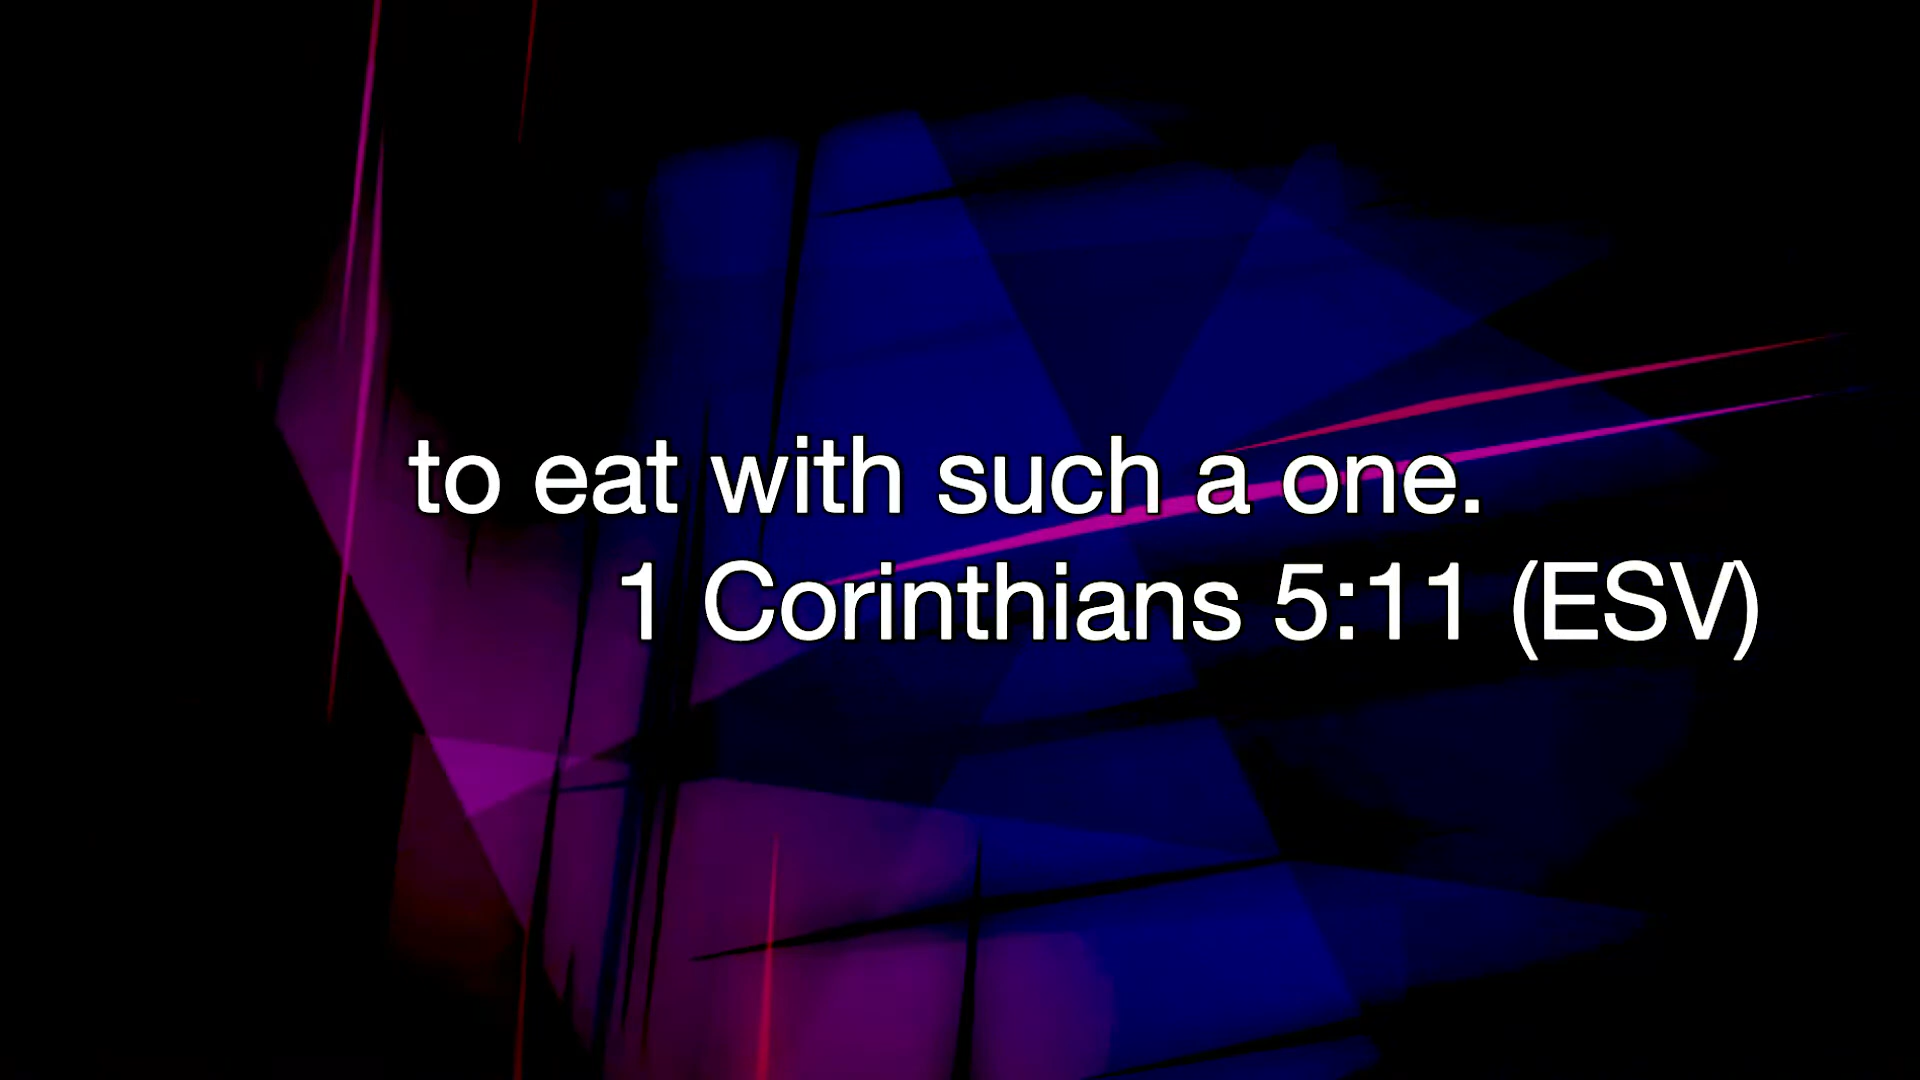 to eat with such a one.
1 Corinthians 5:11 (ESV)